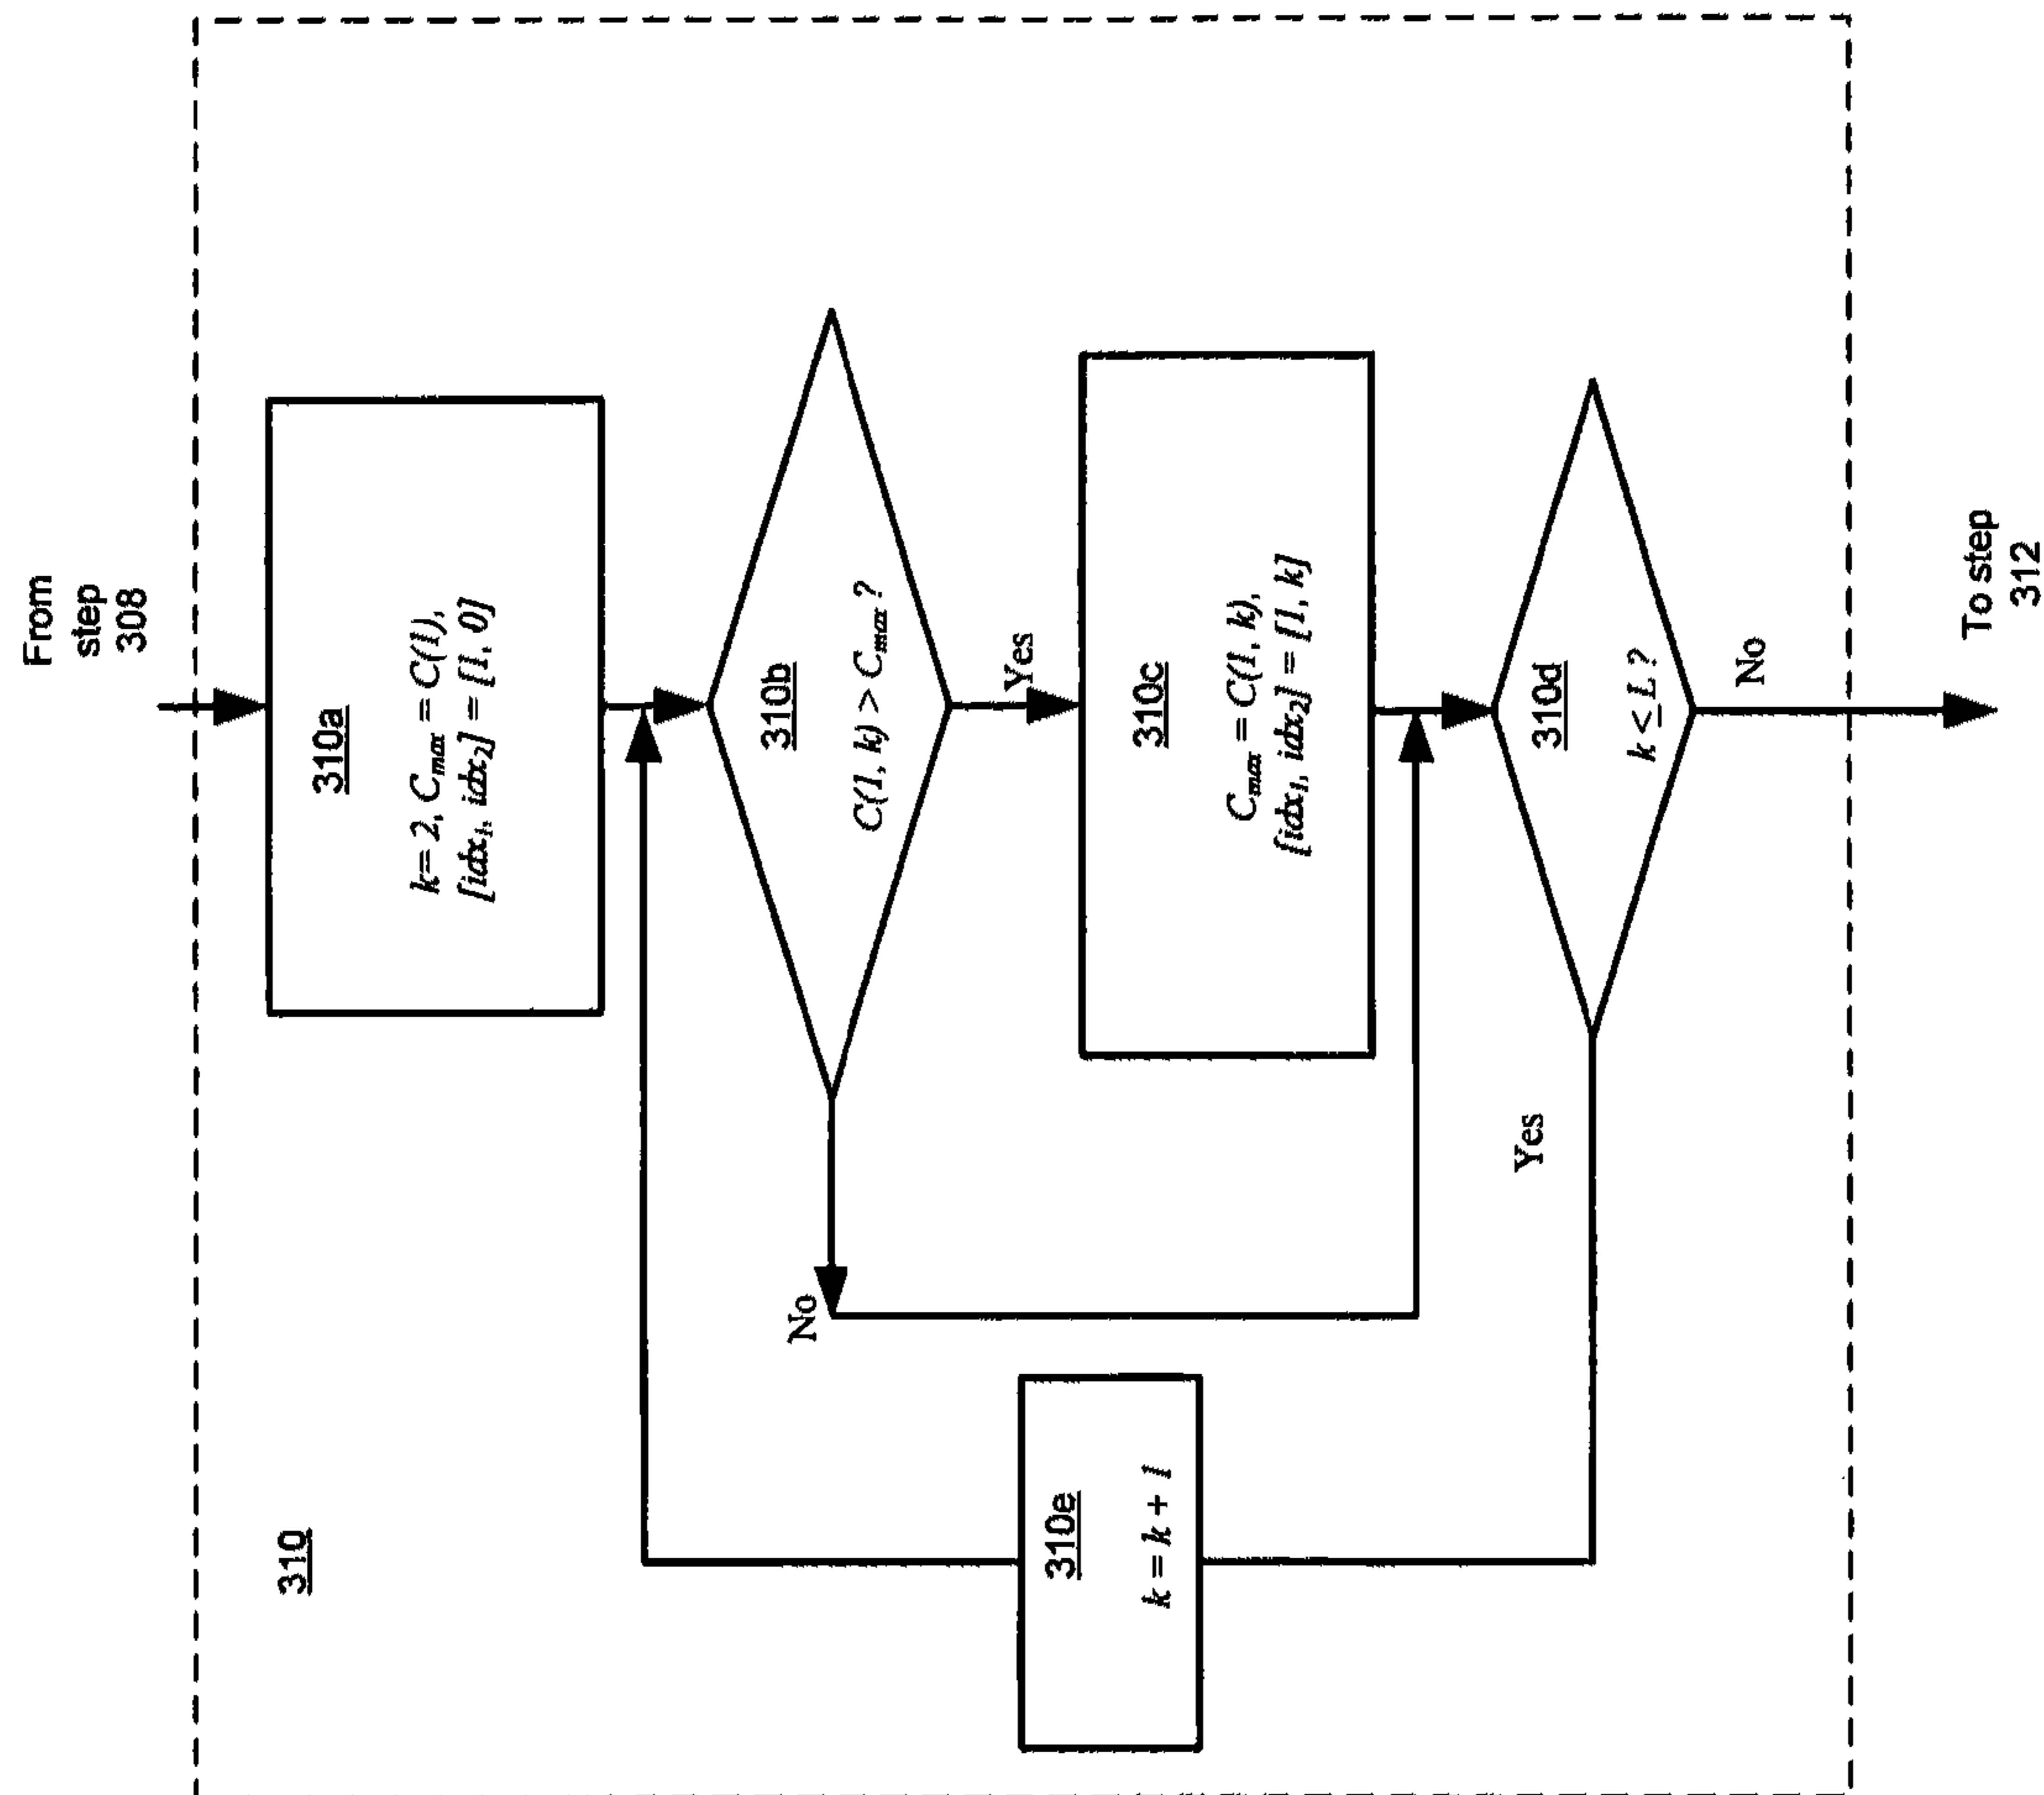 From
step
308
310
310a
k = 2, Cmax = C(1),
[idx1, idx2] = [1, 0]
310b
C(1, k) > Cmax ?
Yes
No
310c
Cmax = C(1, k),
[idx1, idx2] = [1, k]
310d
k ≤ L ?
Yes
No
310e
k = k + 1
To step
312